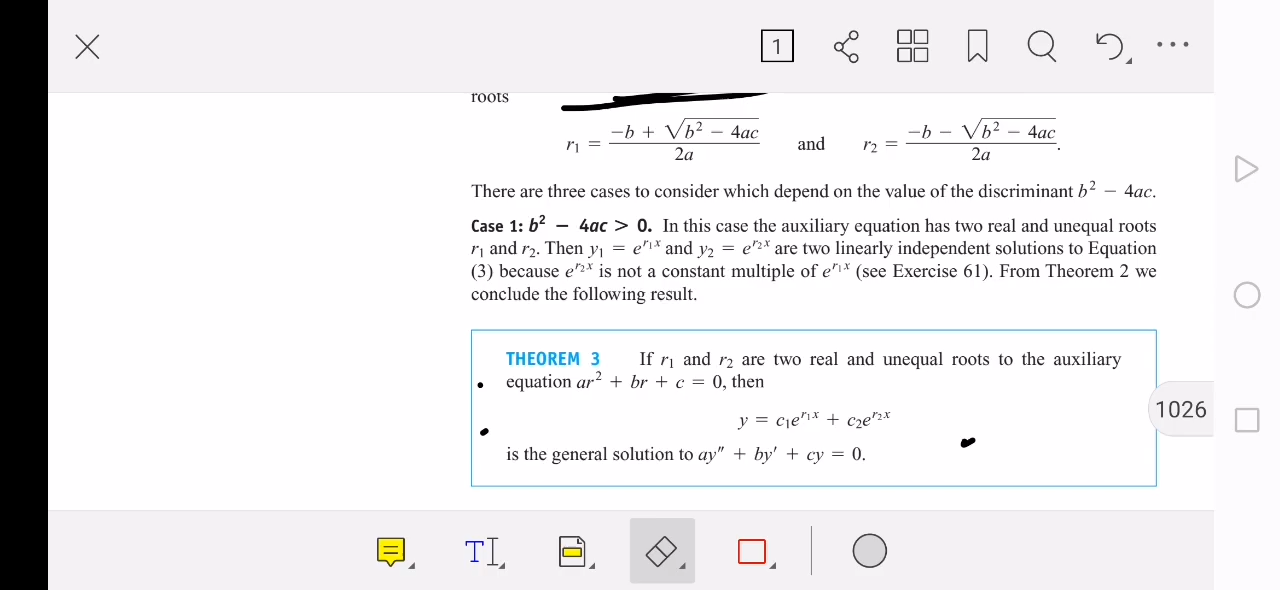 1
roots
r₁ = (−b + √(b² − 4ac)) / 2a and r₂ = (−b − √(b² − 4ac)) / 2a.
There are three cases to consider which depend on the value of the discriminant b² − 4ac.
Case 1: b² − 4ac > 0. In this case the auxiliary equation has two real and unequal roots
r₁ and r₂. Then y₁ = e^(r₁x) and y₂ = e^(r₂x) are two linearly independent solutions to Equation
(3) because e^(r₂x) is not a constant multiple of e^(r₁x) (see Exercise 61). From Theorem 2 we
conclude the following result.
THEOREM 3 If r₁ and r₂ are two real and unequal roots to the auxiliary
equation ar² + br + c = 0, then
y = c₁e^(r₁x) + c₂e^(r₂x)
is the general solution to ay″ + by′ + cy = 0.
1026
T